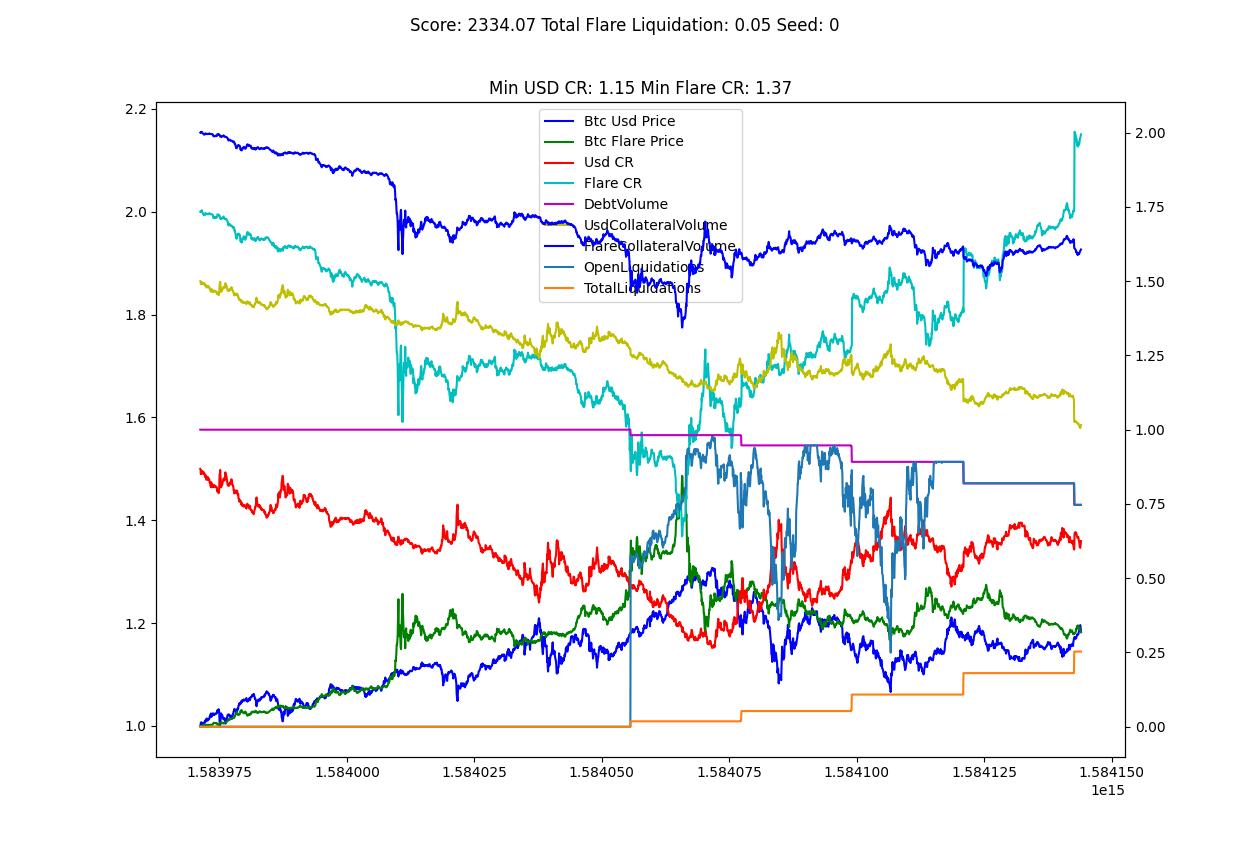 Score: 2334.07 Total Flare Liquidation: 0.05 Seed: 0
Min USD CR: 1.15 Min Flare CR: 1.37
Btc Usd Price
Btc Flare Price
Usd CR
Flare CR
DebtVolume
UsdCollateralVolume
FlareCollateralVolume
OpenLiquidations
TotalLiquidations
2.2
2.0
1.8
1.6
1.4
1.2
1.0
2.00
1.75
1.50
1.25
1.00
0.75
0.50
0.25
0.00
1.583975 1.584000 1.584025 1.584050 1.584075 1.584100 1.584125 1.584150
1e15